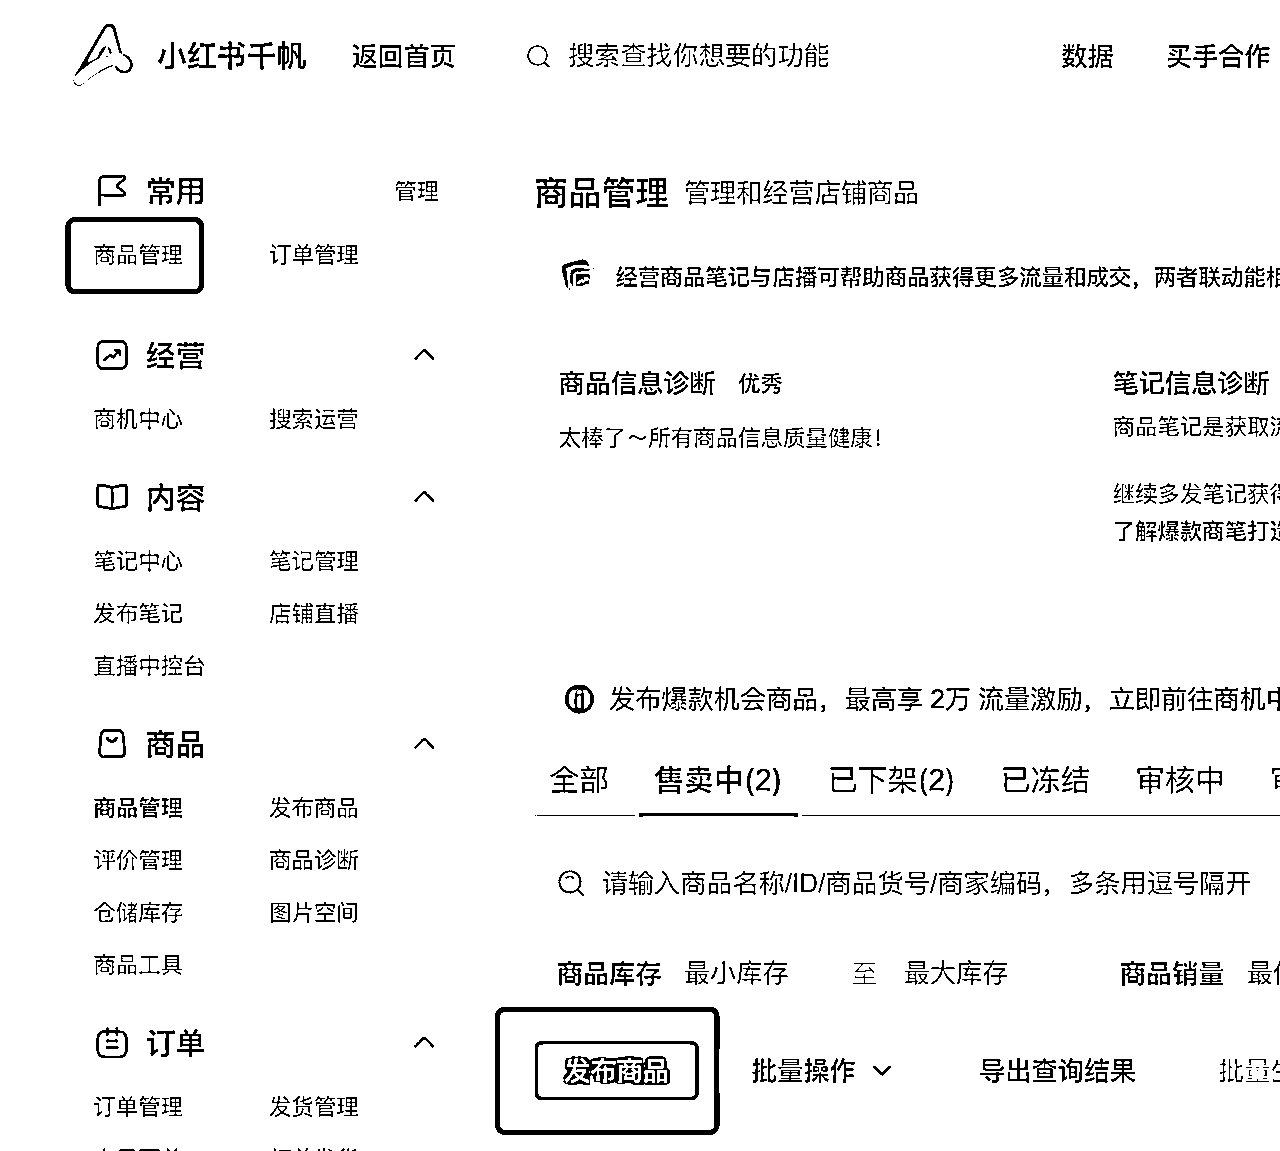 小红书千帆 返回首页 搜索查找你想要的功能 数据 买手合作
常用 管理
商品管理 订单管理
经营
商机中心 搜索运营
内容
笔记中心 笔记管理
发布笔记 店铺直播
直播中控台
商品
商品管理 发布商品
评价管理 商品诊断
仓储库存 图片空间
商品工具
订单
订单管理 发货管理
商品管理 管理和经营店铺商品
经营商品笔记与店播可帮助商品获得更多流量和成交，两者联动能相
商品信息诊断 优秀
太棒了～所有商品信息质量健康！
笔记信息诊断
商品笔记是获取流
继续多发笔记获得
了解爆款商笔打造
发布爆款机会商品，最高享 2万 流量激励，立即前往商机中
全部 售卖中(2) 已下架(2) 已冻结 审核中 审
请输入商品名称/ID/商品货号/商家编码，多条用逗号隔开
商品库存 最小库存 至 最大库存 商品销量 最低
发布商品 批量操作 导出查询结果 批量生